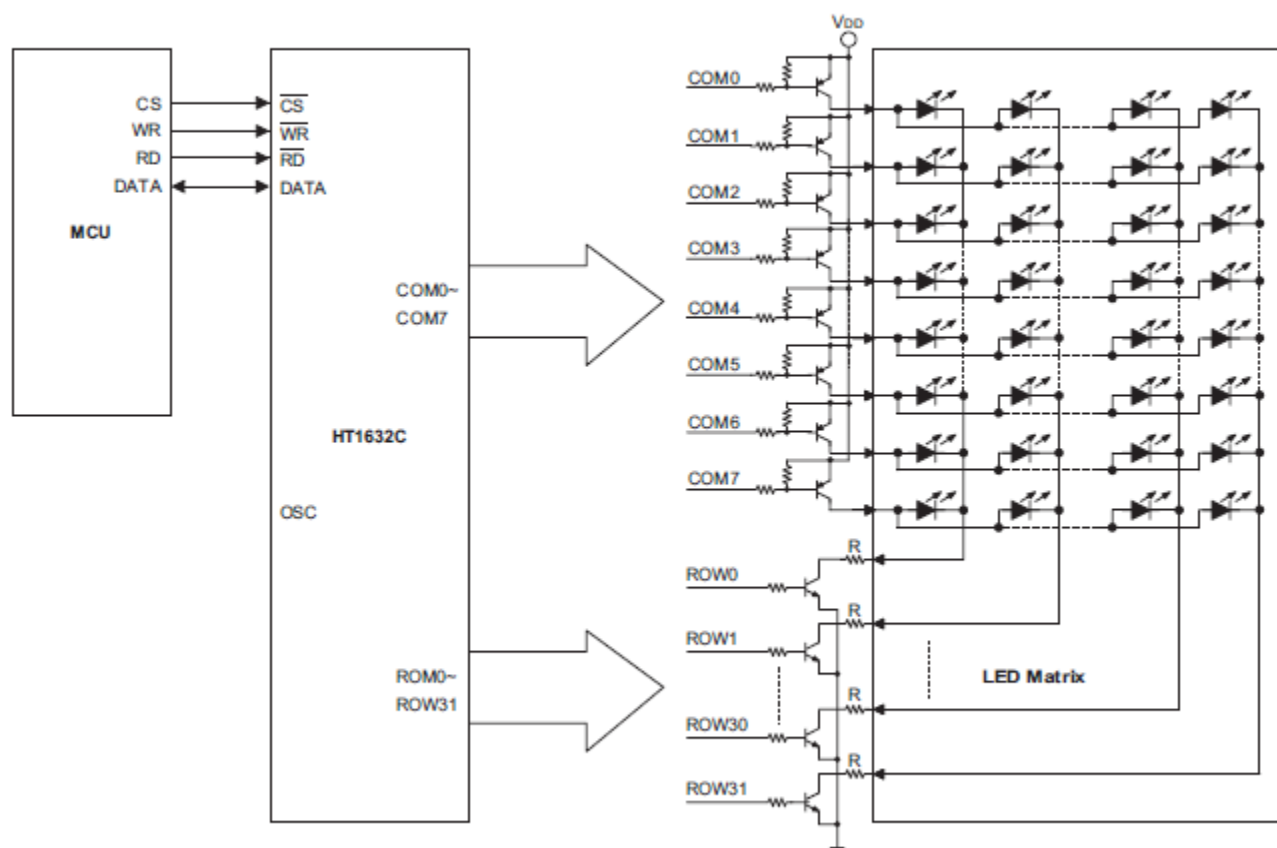 VDD
CS
WR
RD
DATA
MCU
CS
WR
RD
DATA
COM0~
COM7
HT1632C
OSC
ROM0~
ROW31
COM0
COM1
COM2
COM3
COM4
COM5
COM6
COM7
ROW0
R
ROW1
R
ROW30
R
ROW31
R
LED Matrix